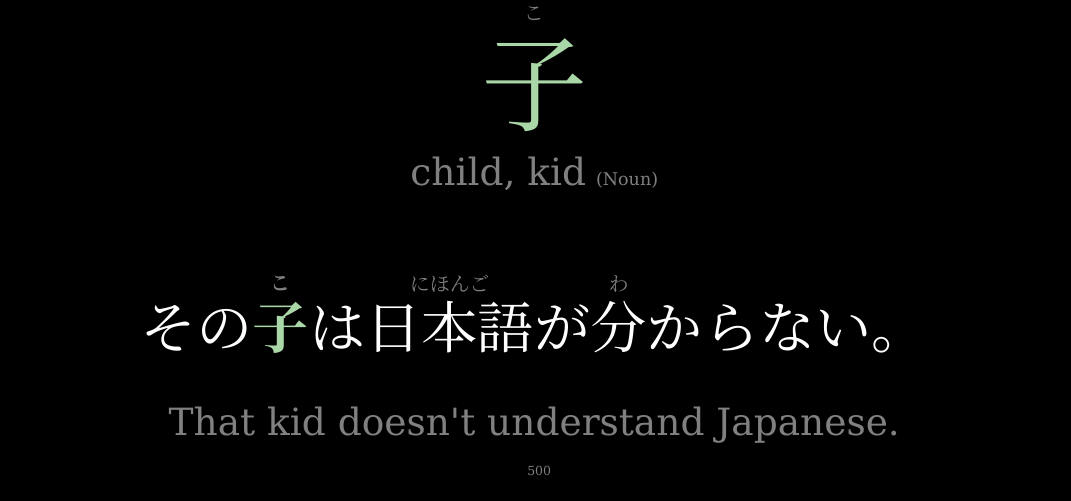 こ
子
child, kid (Noun)
こ にほんご わ
その子は日本語が分からない。
That kid doesn't understand Japanese.
500